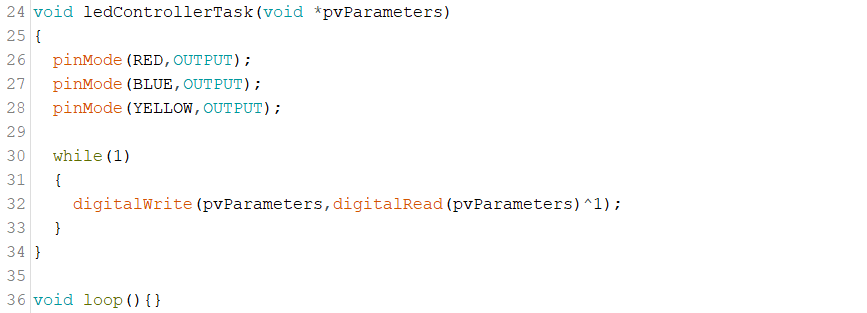 24 void ledControllerTask(void *pvParameters)
25 {
26   pinMode(RED,OUTPUT);
27   pinMode(BLUE,OUTPUT);
28   pinMode(YELLOW,OUTPUT);
29
30   while(1)
31   {
32     digitalWrite(pvParameters,digitalRead(pvParameters)^1);
33   }
34 }
35
36 void loop(){}